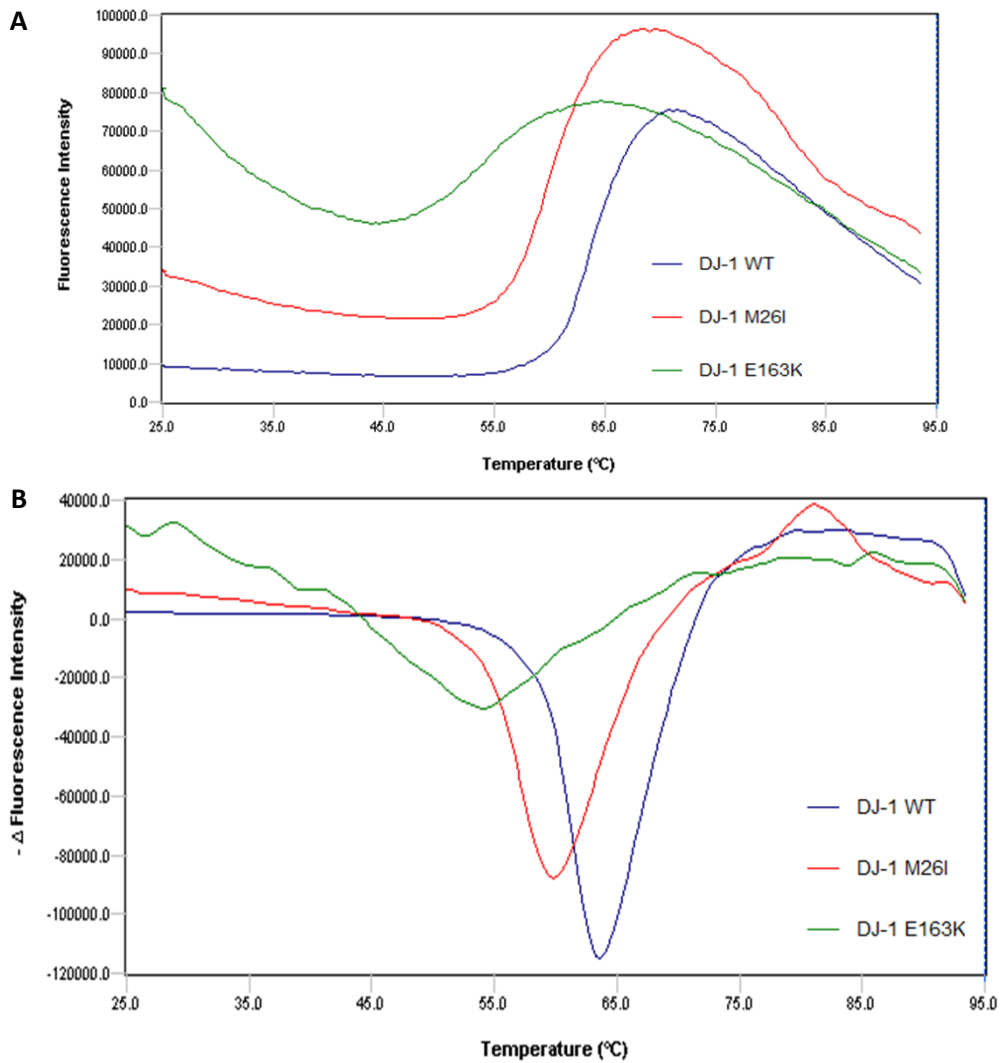 A
Fluorescence Intensity
100000.0
90000.0
80000.0
70000.0
60000.0
50000.0
40000.0
30000.0
20000.0
10000.0
0.0
DJ-1 WT
DJ-1 M26I
DJ-1 E163K
25.0 35.0 45.0 55.0 65.0 75.0 85.0 95.0
Temperature (°C)
B
- Δ Fluorescence Intensity
40000.0
20000.0
0.0
-20000.0
-40000.0
-60000.0
-80000.0
-100000.0
-120000.0
DJ-1 WT
DJ-1 M26I
DJ-1 E163K
25.0 35.0 45.0 55.0 65.0 75.0 85.0 95.0
Temperature (°C)